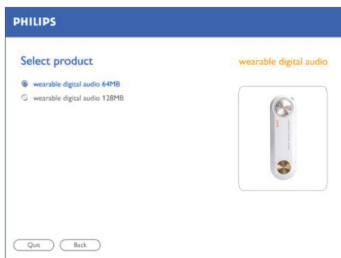 PHILIPS
Select product
wearable digital audio
wearable digital audio 64MB
wearable digital audio 128MB
Quit
Back